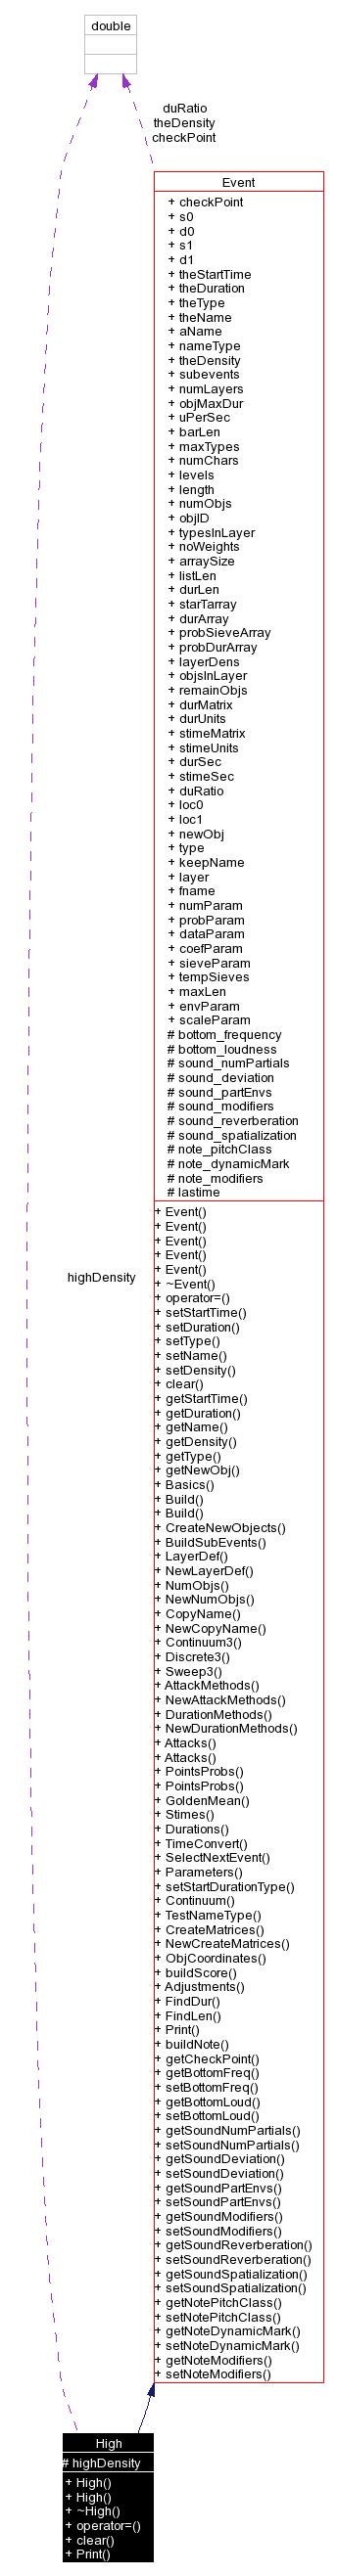 double
duRatio
theDensity
checkPoint
Event
+ checkPoint
+ s0
+ d0
+ s1
+ d1
+ theStartTime
+ theDuration
+ theType
+ theName
+ aName
+ nameType
+ theDensity
+ subevents
+ numLayers
+ objMaxDur
+ uPerSec
+ barLen
+ maxTypes
+ numChars
+ levels
+ length
+ numObjs
+ objID
+ typesInLayer
+ noWeights
+ arraySize
+ listLen
+ durLen
+ starTarray
+ durArray
+ probSieveArray
+ probDurArray
+ layerDens
+ objsInLayer
+ remainObjs
+ durMatrix
+ durUnits
+ stimeMatrix
+ stimeUnits
+ durSec
+ stimeSec
+ duRatio
+ loc0
+ loc1
+ newObj
+ type
+ keepName
+ layer
+ fname
+ numParam
+ probParam
+ dataParam
+ coefParam
+ sieveParam
+ tempSieves
+ maxLen
+ envParam
+ scaleParam
# bottom_frequency
# bottom_loudness
# sound_numPartials
# sound_deviation
# sound_partEnvs
# sound_modifiers
# sound_reverberation
# sound_spatialization
# note_pitchClass
# note_dynamicMark
# note_modifiers
# lastime
+ Event()
+ Event()
+ Event()
+ Event()
+ Event()
+ ~Event()
+ operator=()
+ setStartTime()
+ setDuration()
+ setType()
+ setName()
+ setDensity()
+ clear()
+ getStartTime()
+ getDuration()
+ getName()
+ getDensity()
+ getType()
+ getNewObj()
+ Basics()
+ Build()
+ Build()
+ CreateNewObjects()
+ BuildSubEvents()
+ LayerDef()
+ NewLayerDef()
+ NumObjs()
+ NewNumObjs()
+ CopyName()
+ NewCopyName()
+ Continuum3()
+ Discrete3()
+ Sweep3()
+ AttackMethods()
+ NewAttackMethods()
+ DurationMethods()
+ NewDurationMethods()
+ Attacks()
+ Attacks()
+ PointsProbs()
+ PointsProbs()
+ GoldenMean()
+ Stimes()
+ Durations()
+ TimeConvert()
+ SelectNextEvent()
+ Parameters()
+ setStartDurationType()
+ Continuum()
+ TestNameType()
+ CreateMatrices()
+ NewCreateMatrices()
+ ObjCoordinates()
+ buildScore()
+ Adjustments()
+ FindDur()
+ FindLen()
+ Print()
+ buildNote()
+ getCheckPoint()
+ getBottomFreq()
+ setBottomFreq()
+ getBottomLoud()
+ setBottomLoud()
+ getSoundNumPartials()
+ setSoundNumPartials()
+ getSoundDeviation()
+ setSoundDeviation()
+ getSoundPartEnvs()
+ setSoundPartEnvs()
+ getSoundModifiers()
+ setSoundModifiers()
+ getSoundReverberation()
+ setSoundReverberation()
+ getSoundSpatialization()
+ setSoundSpatialization()
+ getNotePitchClass()
+ setNotePitchClass()
+ getNoteDynamicMark()
+ setNoteDynamicMark()
+ getNoteModifiers()
+ setNoteModifiers()
highDensity
High
# highDensity
+ High()
+ High()
+ ~High()
+ operator=()
+ clear()
+ Print()